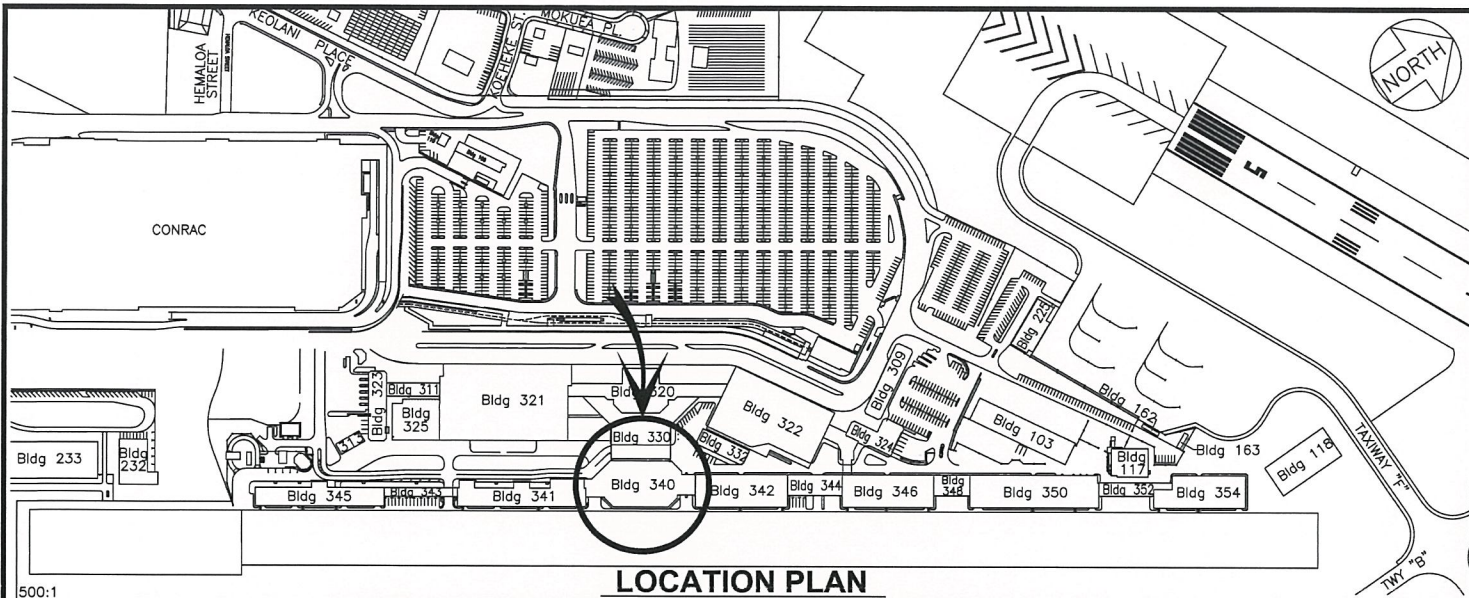 HEMALOA
STREET
KEOLANI PLACE
KOEHEKE ST.
MOKUEA PL.
NORTH
5
CONRAC
Bldg 225
Bldg 309
Bldg 323
Bldg 311
Bldg
325
313
Bldg 321
Bldg 320
Bldg 330
Bldg 322
Bldg 332
Bldg 324
Bldg 103
Bldg 162
Bldg
117
Bldg 163
Bldg 118
TAXIWAY "F"
Bldg 233
Bldg
232
Bldg 345
Bldg 343
Bldg 341
Bldg 340
Bldg 342
Bldg 344
Bldg 346
Bldg
348
Bldg 350
Bldg 352
Bldg 354
TWY "B"
500:1
LOCATION PLAN